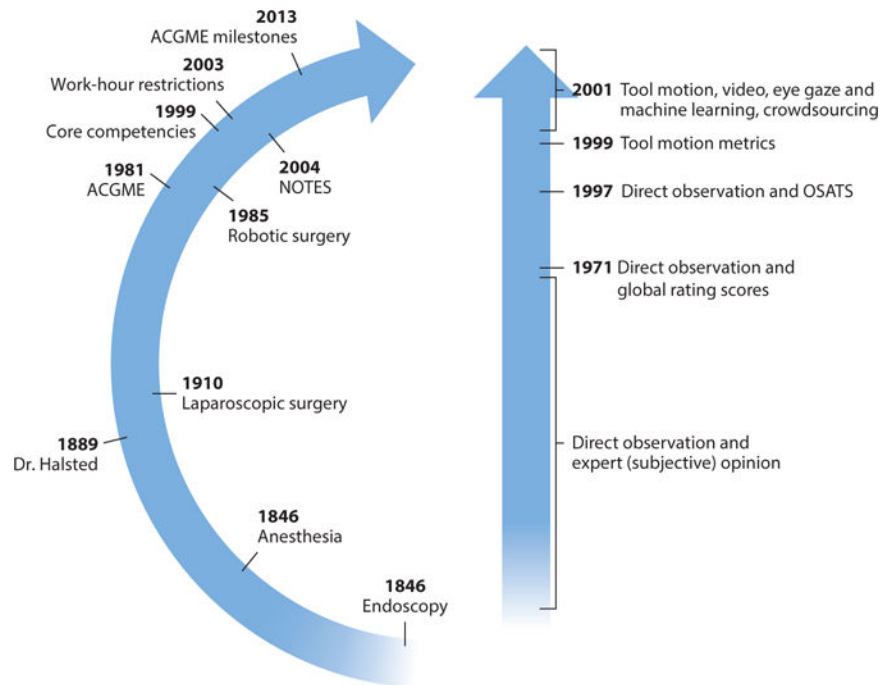 2013
ACGME milestones
2003
Work-hour restrictions
1999
Core competencies
1981
ACGME
2004
NOTES
1985
Robotic surgery
1910
Laparoscopic surgery
1889
Dr. Halsted
1846
Anesthesia
1846
Endoscopy
2001 Tool motion, video, eye gaze and
machine learning, crowdsourcing
1999 Tool motion metrics
1997 Direct observation and OSATS
1971 Direct observation and
global rating scores
Direct observation and
expert (subjective) opinion